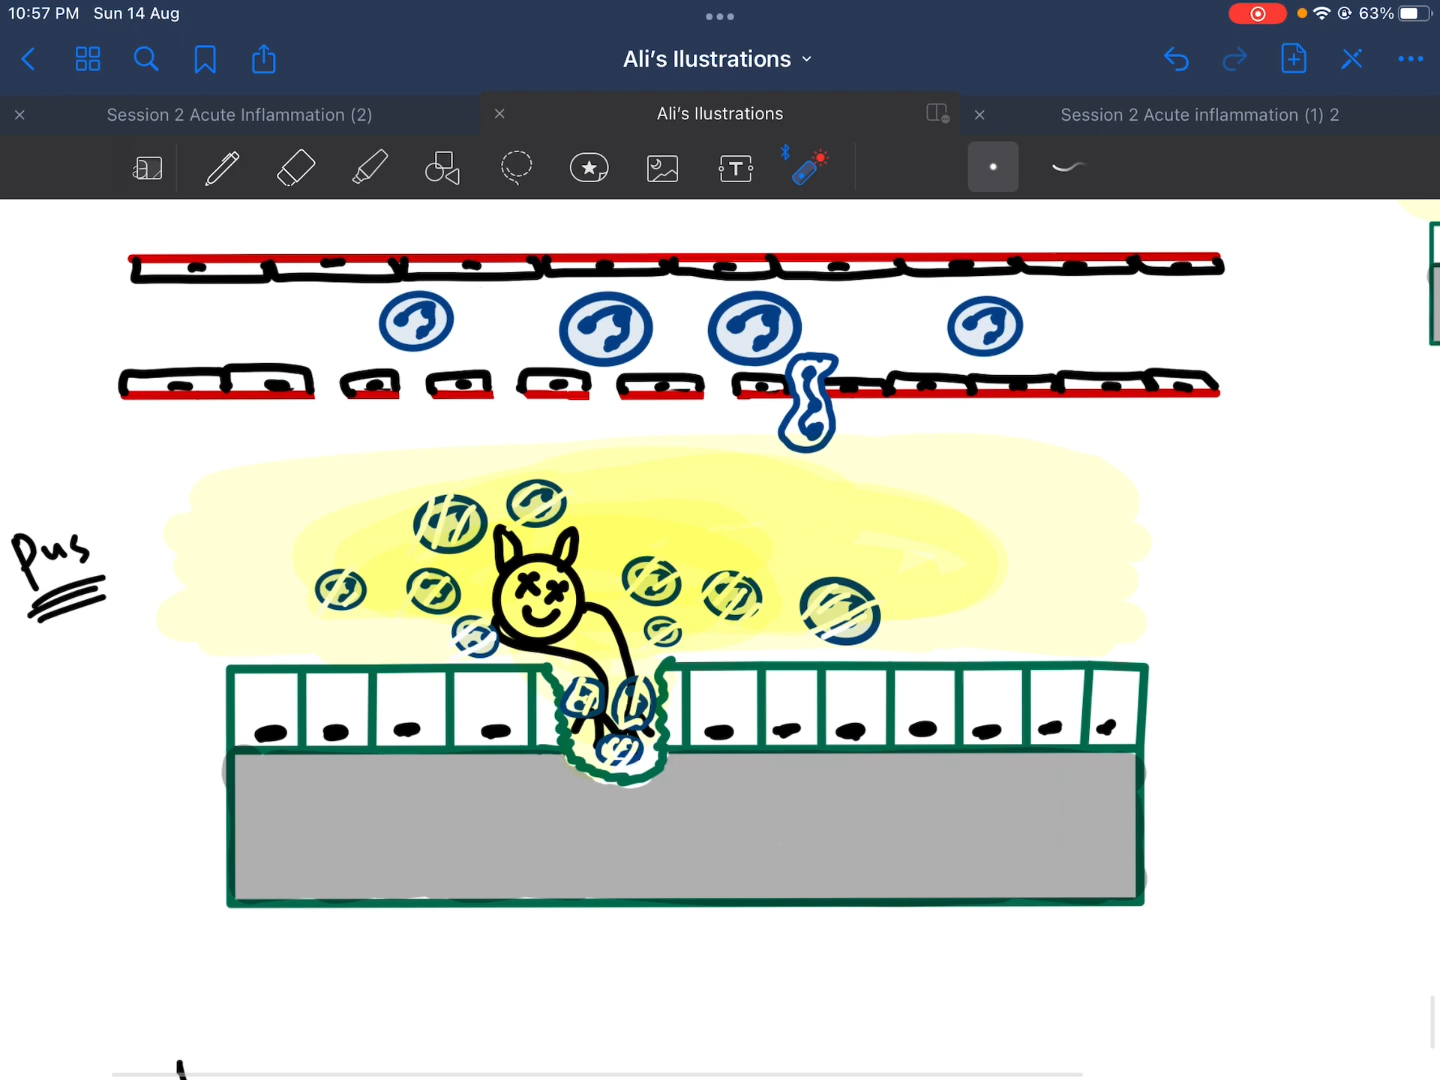 10:57 PM Sun 14 Aug
63%
Ali's Ilustrations
Session 2 Acute Inflammation (2)
Ali's Ilustrations
Session 2 Acute inflammation (1) 2
a
T
Pus